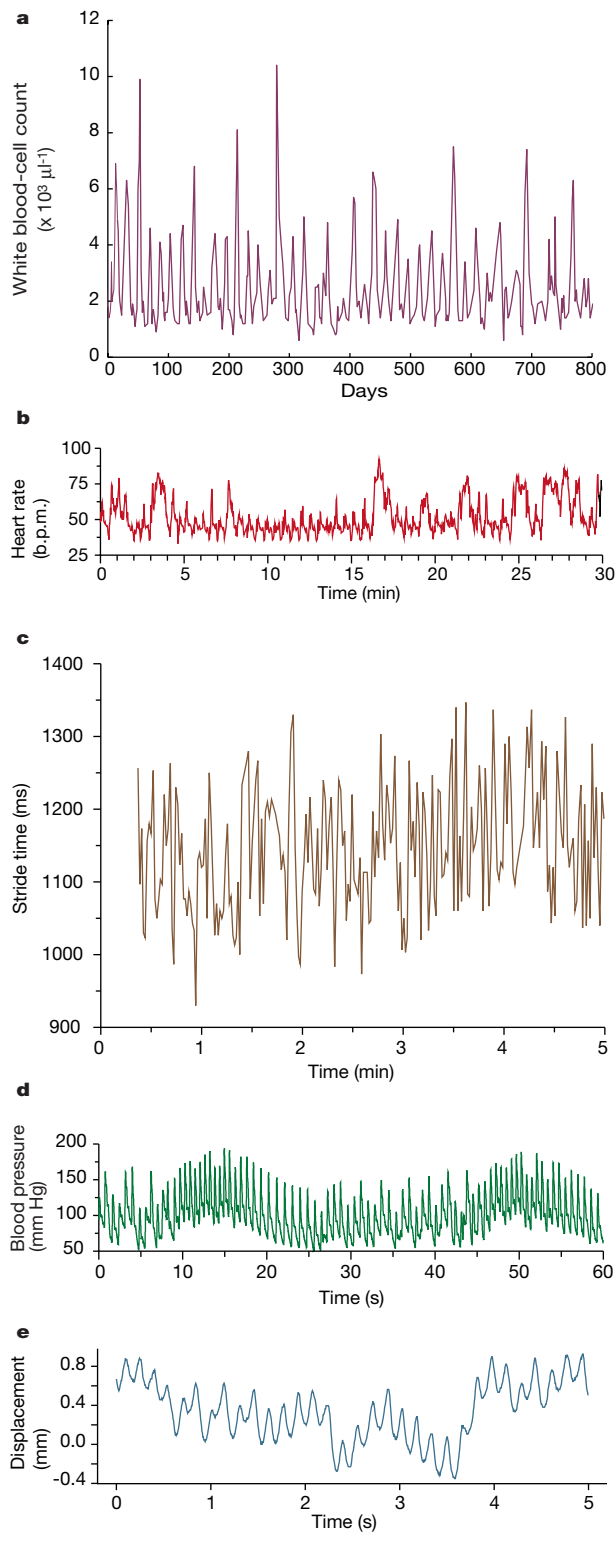 a
12
10
8
6
4
2
0
White blood-cell count
(x 10³ µl⁻¹)
0 100 200 300 400 500 600 700 800
Days
b
100
75
50
25
Heart rate
(b.p.m.)
0 5 10 15 20 25 30
Time (min)
c
1400
1300
1200
1100
1000
900
Stride time (ms)
0 1 2 3 4 5
Time (min)
d
200
150
100
50
Blood pressure
(mm Hg)
0 10 20 30 40 50 60
Time (s)
e
0.8
0.4
0.0
-0.4
Displacement
(mm)
0 1 2 3 4 5
Time (s)